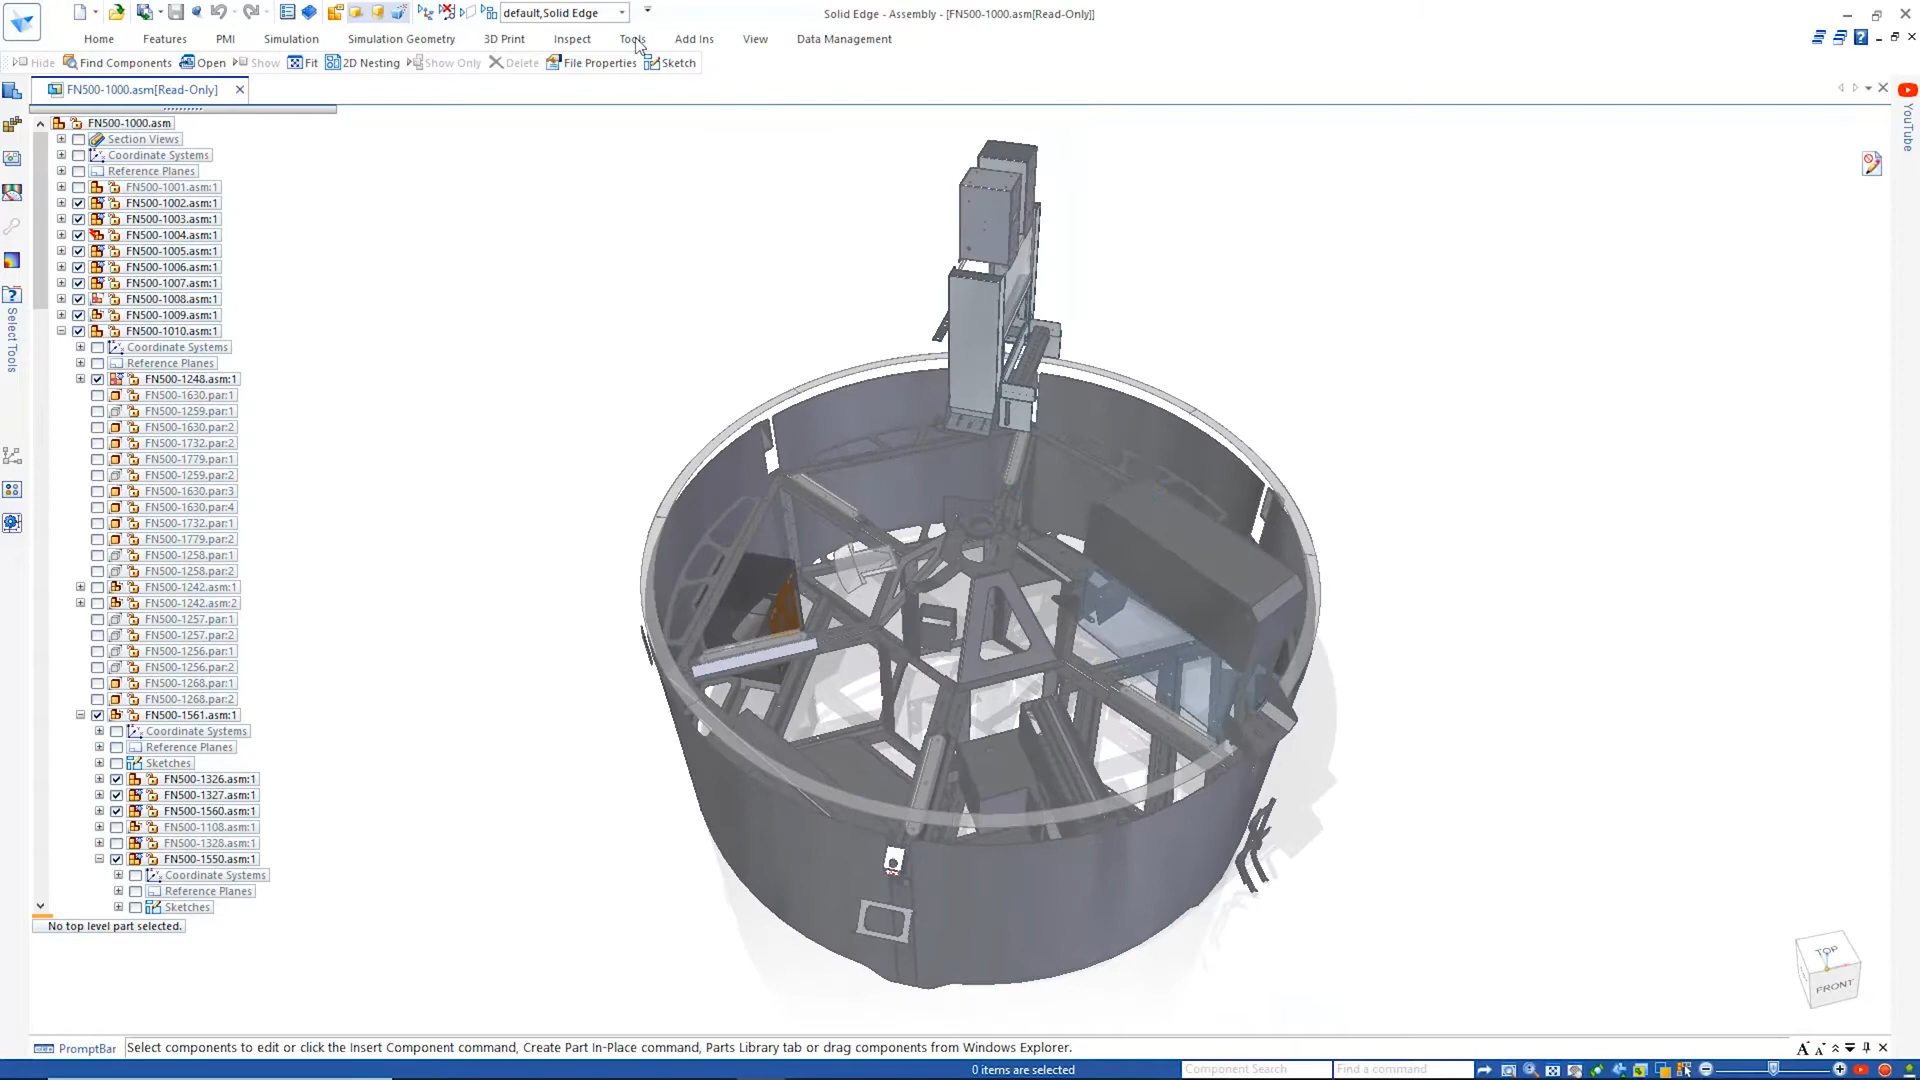 default,Solid Edge
Solid Edge - Assembly - [FN500-1000.asm[Read-Only]]
Home Features PMI Simulation Simulation Geometry 3D Print Inspect Tools Add Ins View Data Management
Hide Find Components Open Show Fit 2D Nesting Show Only Delete File Properties Sketch
FN500-1000.asm[Read-Only]
YouTube
Select Tools
FN500-1000.asm
Section Views
Coordinate Systems
Reference Planes
FN500-1001.asm:1
FN500-1002.asm:1
FN500-1003.asm:1
FN500-1004.asm:1
FN500-1005.asm:1
FN500-1006.asm:1
FN500-1007.asm:1
FN500-1008.asm:1
FN500-1009.asm:1
FN500-1010.asm:1
Coordinate Systems
Reference Planes
FN500-1248.asm:1
FN500-1630.par:1
FN500-1259.par:1
FN500-1630.par:2
FN500-1732.par:2
FN500-1779.par:1
FN500-1259.par:2
FN500-1630.par:3
FN500-1630.par:4
FN500-1732.par:1
FN500-1779.par:2
FN500-1258.par:1
FN500-1258.par:2
FN500-1242.asm:1
FN500-1242.asm:2
FN500-1257.par:1
FN500-1257.par:2
FN500-1256.par:1
FN500-1256.par:2
FN500-1268.par:1
FN500-1268.par:2
FN500-1561.asm:1
Coordinate Systems
Reference Planes
Sketches
FN500-1326.asm:1
FN500-1327.asm:1
FN500-1560.asm:1
FN500-1108.asm:1
FN500-1328.asm:1
FN500-1550.asm:1
Coordinate Systems
Reference Planes
Sketches
No top level part selected.
TOP
FRONT
PromptBar Select components to edit or click the Insert Component command, Create Part In-Place command, Parts Library tab or drag components from Windows Explorer.
0 items are selected Component Search Find a command